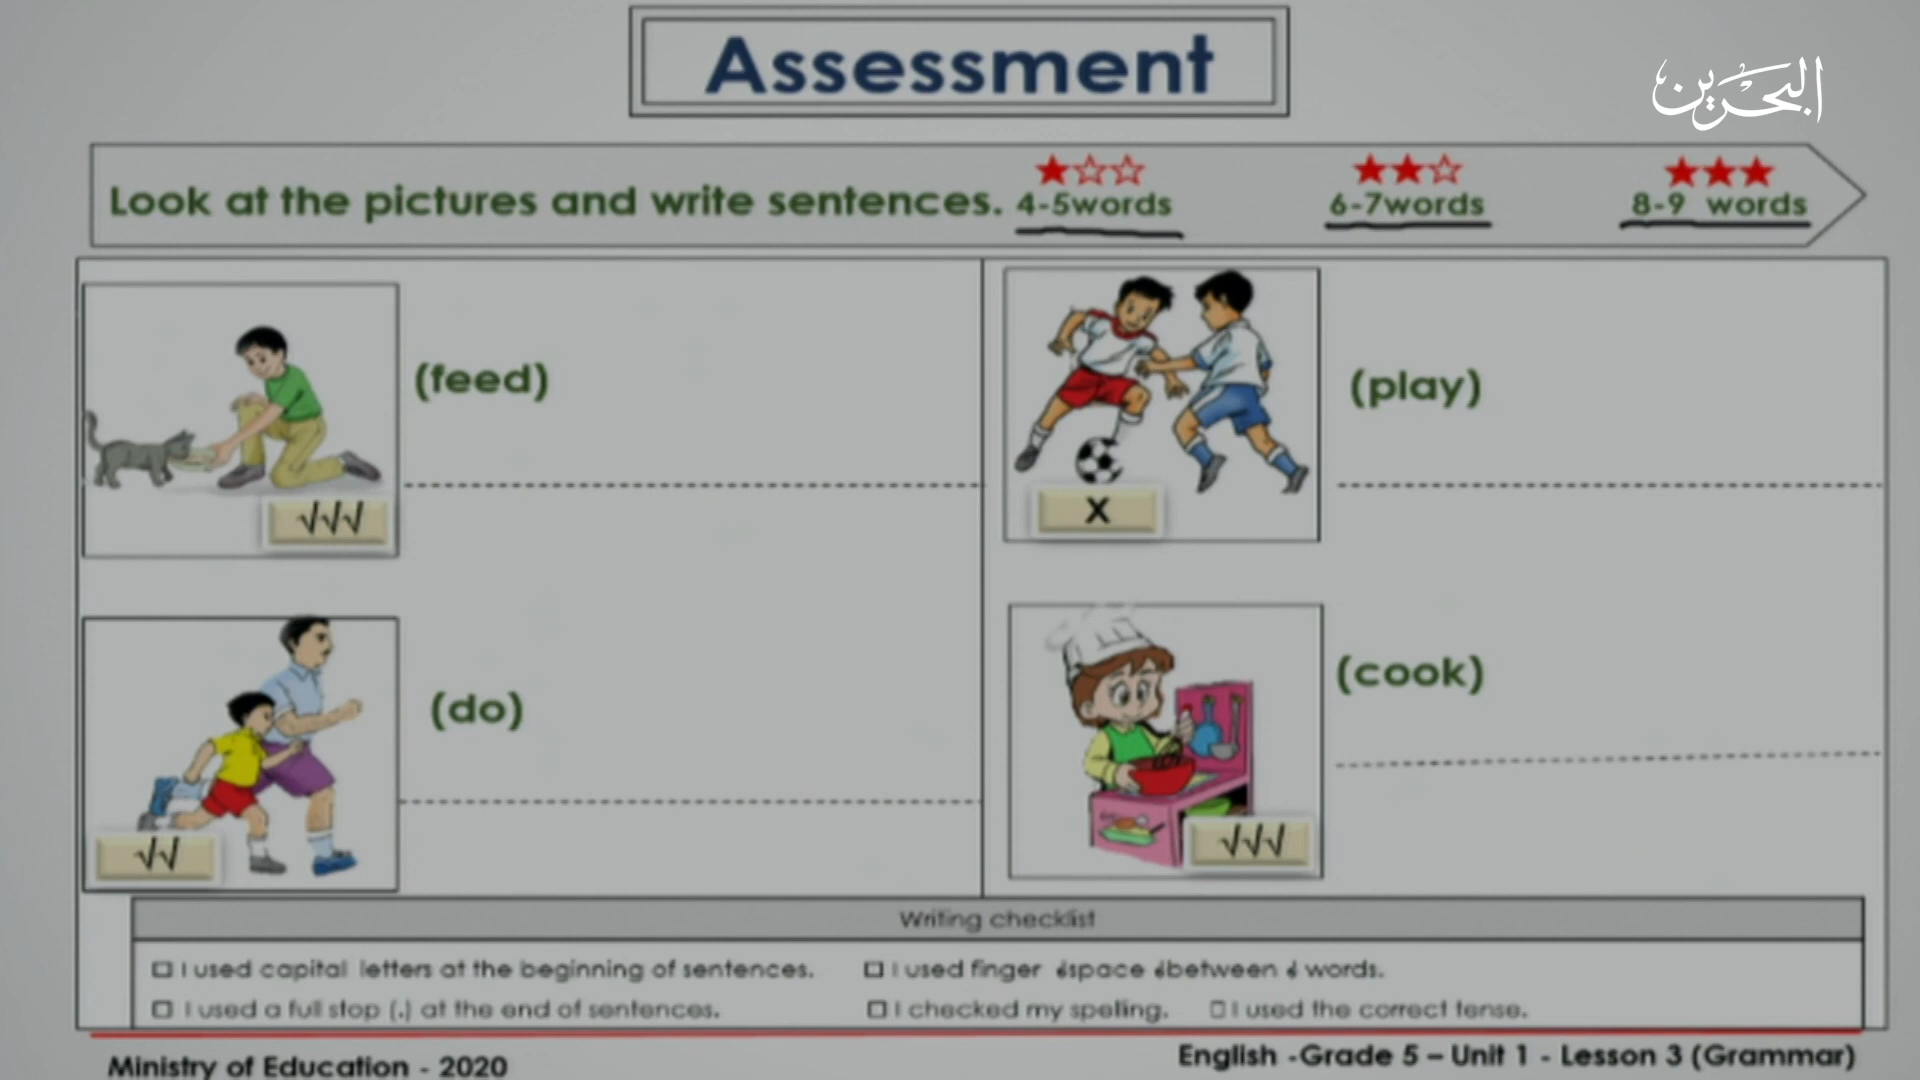 Assessment
البحرين
Look at the pictures and write sentences.
★☆☆ ★★☆ ★★★
4-5words 6-7words 8-9 words
(feed)
√√√
(play)
X
(do)
√√
(cook)
√√√
Writing checklist
☐ I used capital letters at the beginning of sentences. ☐ I used finger space between words.
☐ I used a full stop (.) at the end of sentences. ☐ I checked my spelling. ☐ I used the correct tense.
Ministry of Education - 2020
English -Grade 5 – Unit 1 - Lesson 3 (Grammar)